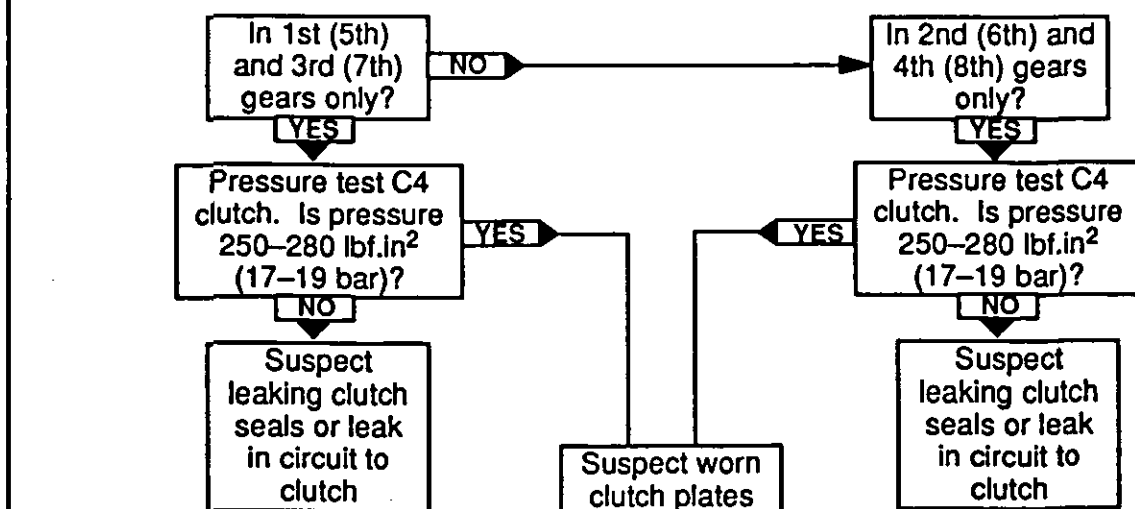 In 1st (5th)
and 3rd (7th)
gears only?
NO
In 2nd (6th) and
4th (8th) gears
only?
YES
YES
Pressure test C4
clutch. Is pressure
250–280 lbf.in²
(17–19 bar)?
YES
YES
Pressure test C4
clutch. Is pressure
250–280 lbf.in²
(17–19 bar)?
NO
NO
Suspect
leaking clutch
seals or leak
in circuit to
clutch
Suspect worn
clutch plates
Suspect
leaking clutch
seals or leak
in circuit to
clutch